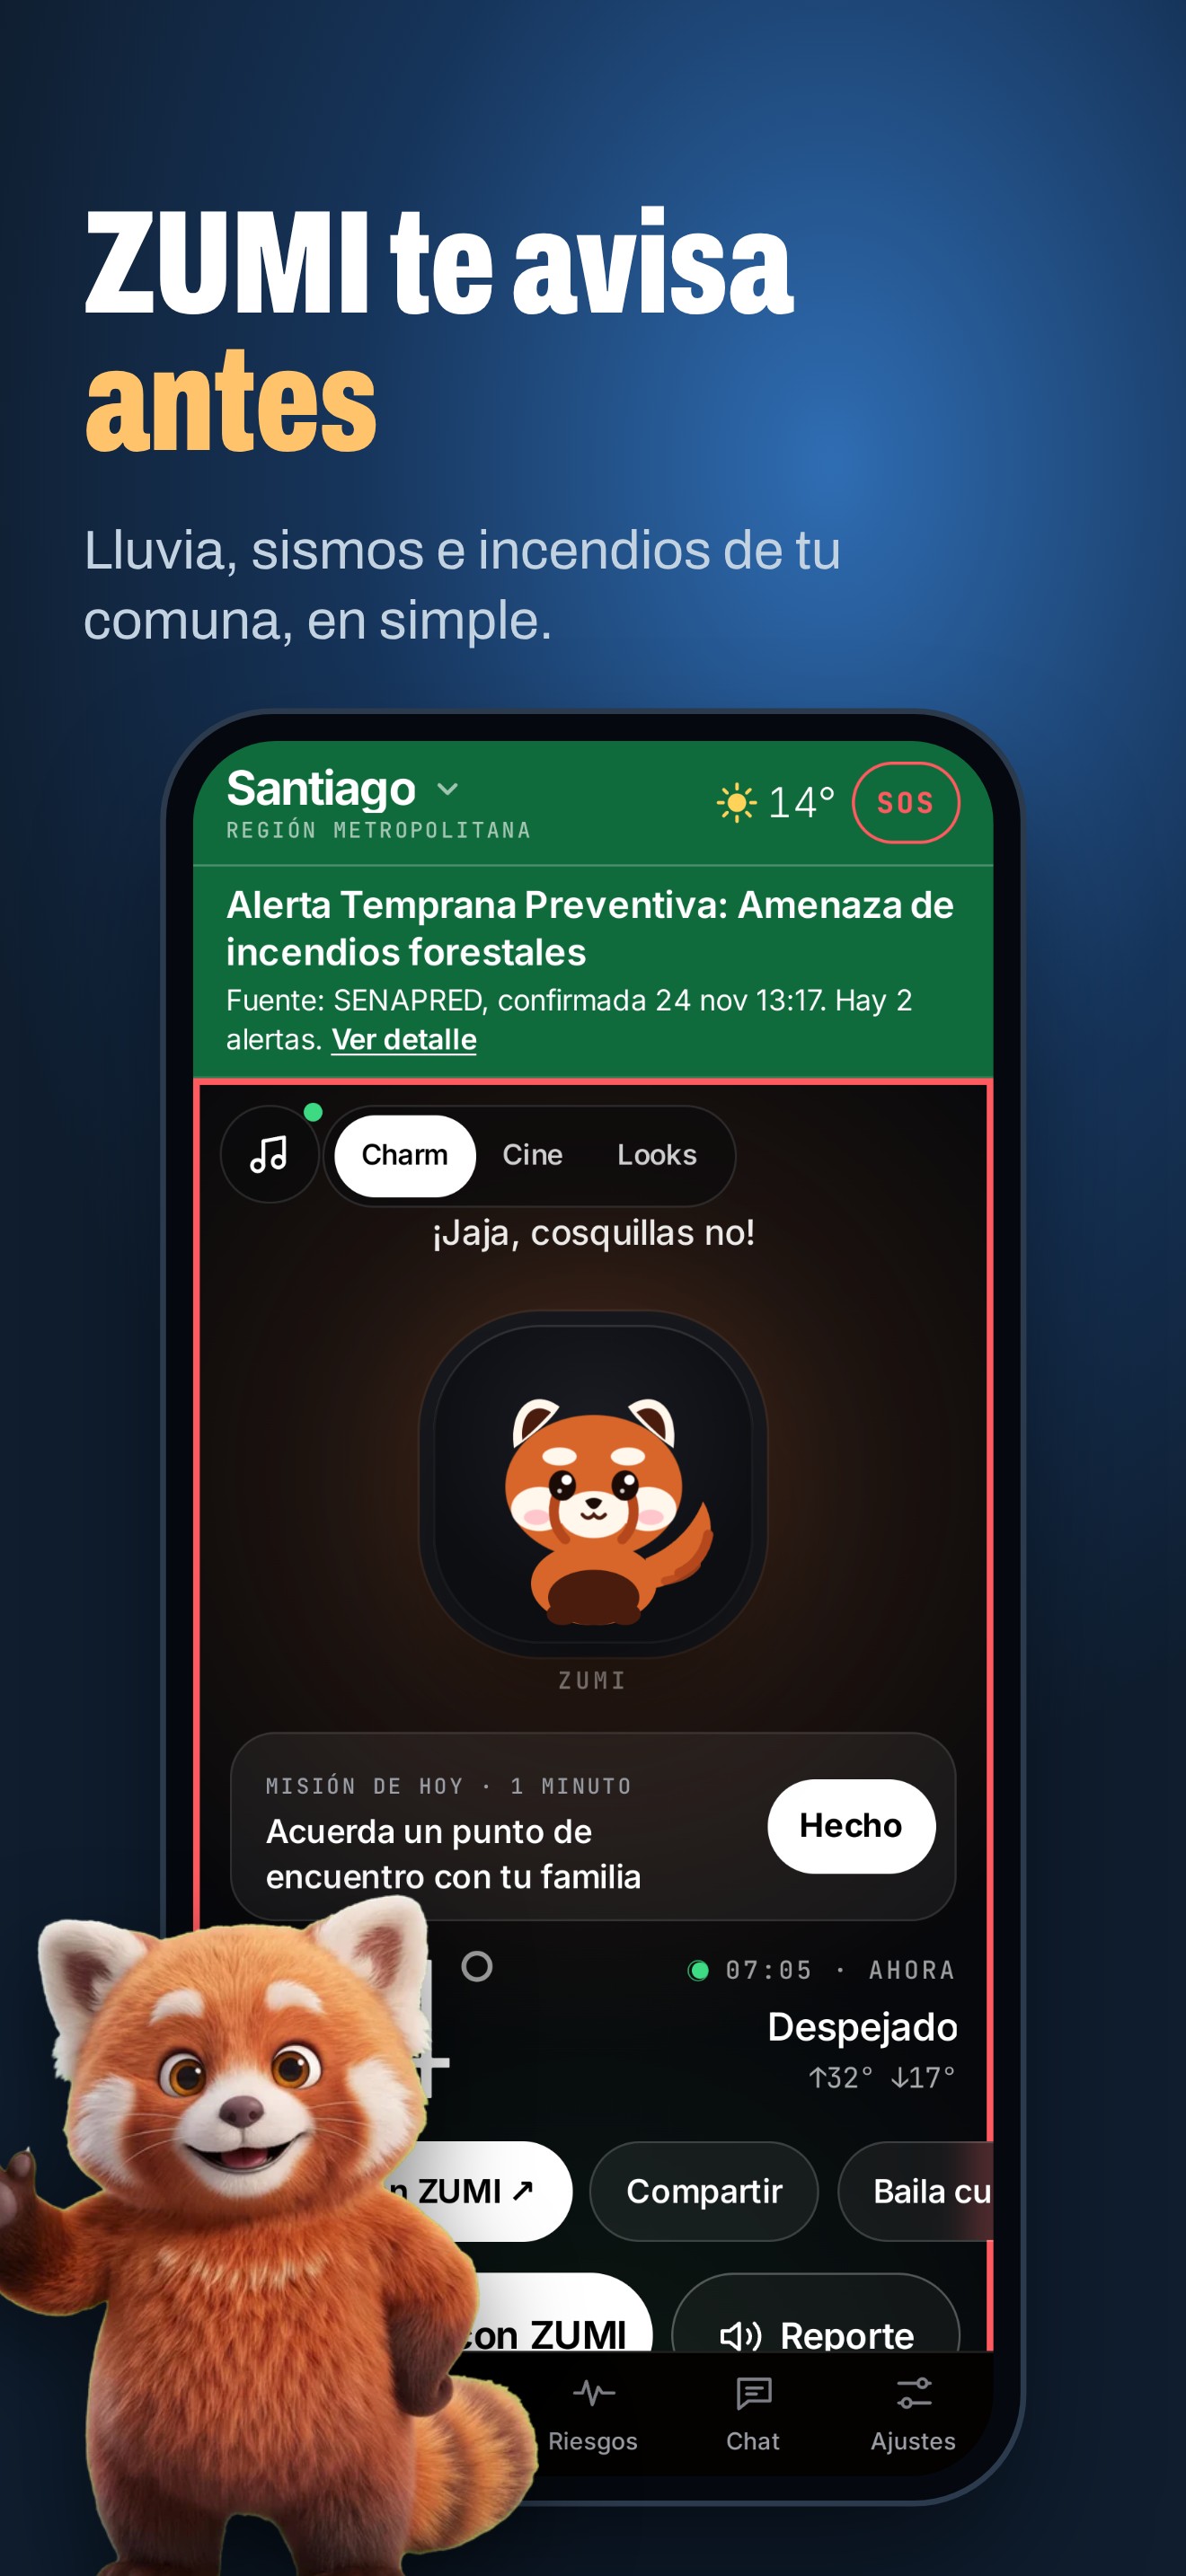 ZUMI te avisa
antes
Lluvia, sismos e incendios de tu
comuna, en simple.
Santiago
14°
SOS
REGIÓN METROPOLITANA
Alerta Temprana Preventiva: Amenaza de
incendios forestales
Fuente: SENAPRED, confirmada 24 nov 13:17. Hay 2
alertas. Ver detalle
Charm
Cine
Looks
¡Jaja, cosquillas no!
ZUMI
MISIÓN DE HOY · 1 MINUTO
Acuerda un punto de
encuentro con tu familia
Hecho
07:05 · AHORA
Despejado
↑32° ↓17°
ZUMI ↗
Compartir
Baila
con ZUMI
Reporte
Riesgos
Chat
Ajustes